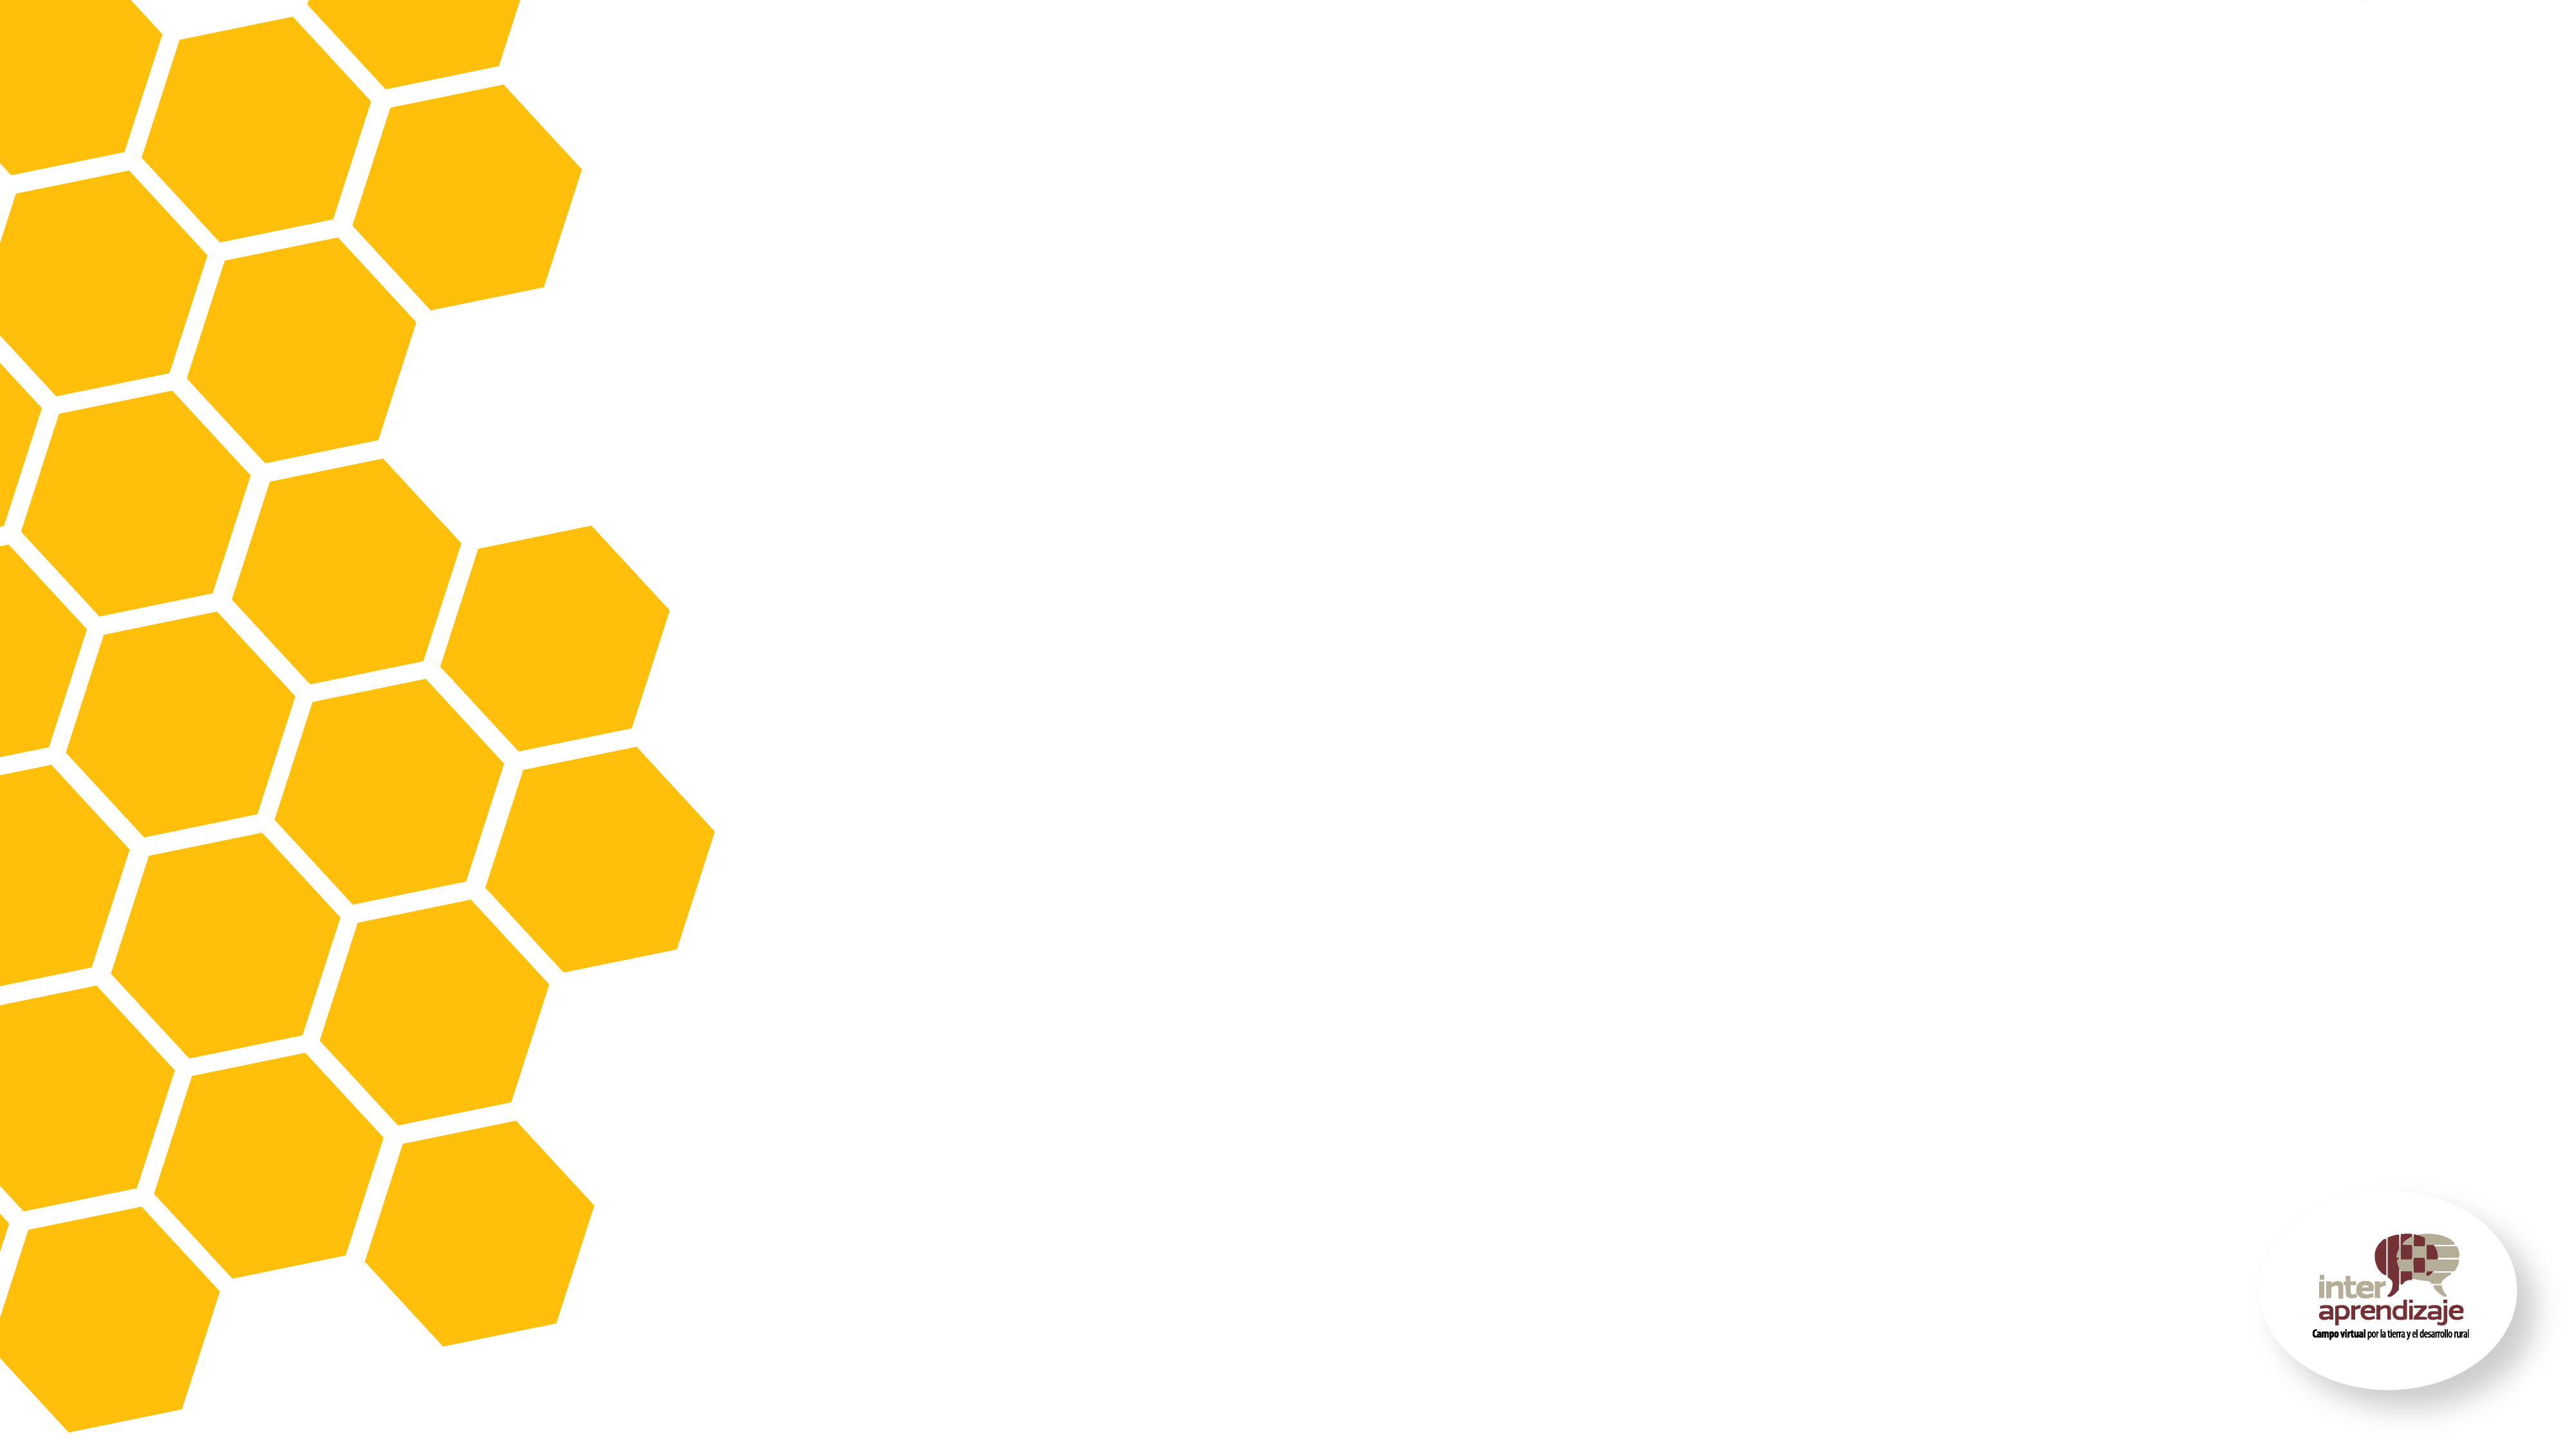 inter
aprendizaje
Campo virtual por la tierra y el desarrollo rural